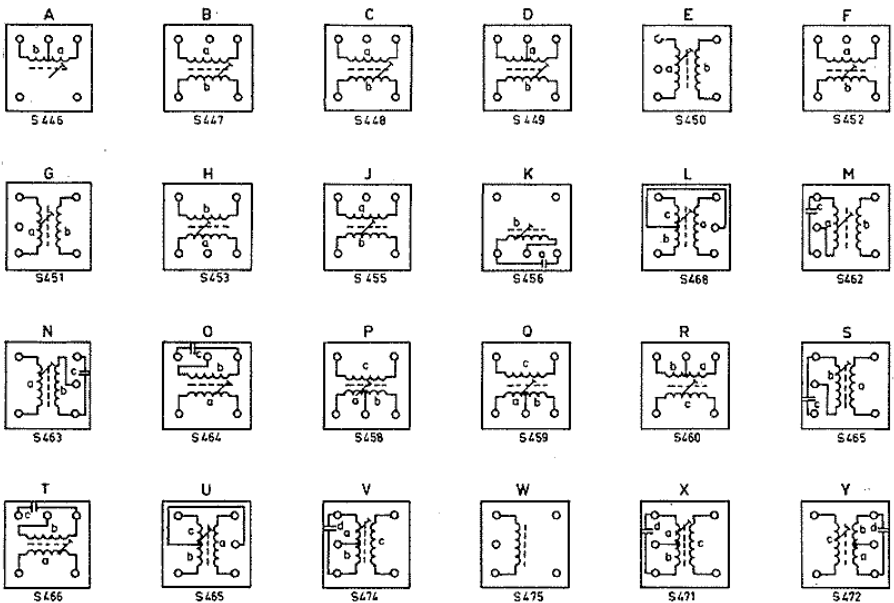 A B C D E F
b a
a
b
a
b
a
b
a b
a
b
S446 S447 S448 S449 S450 S452
G H J K L M
a b
b
a
a
b
b
a
c a
b
c a b
S451 S453 S455 S456 S468 S462
N O P Q R S
a b c
c b
a
c
a b
c
a b
b a
c
b a
c
S463 S464 S458 S459 S460 S465
T U V W X Y
c b
a
c a
b
d a c
b
d a c
b
c b d
a
S466 S465 S474 S475 S471 S472